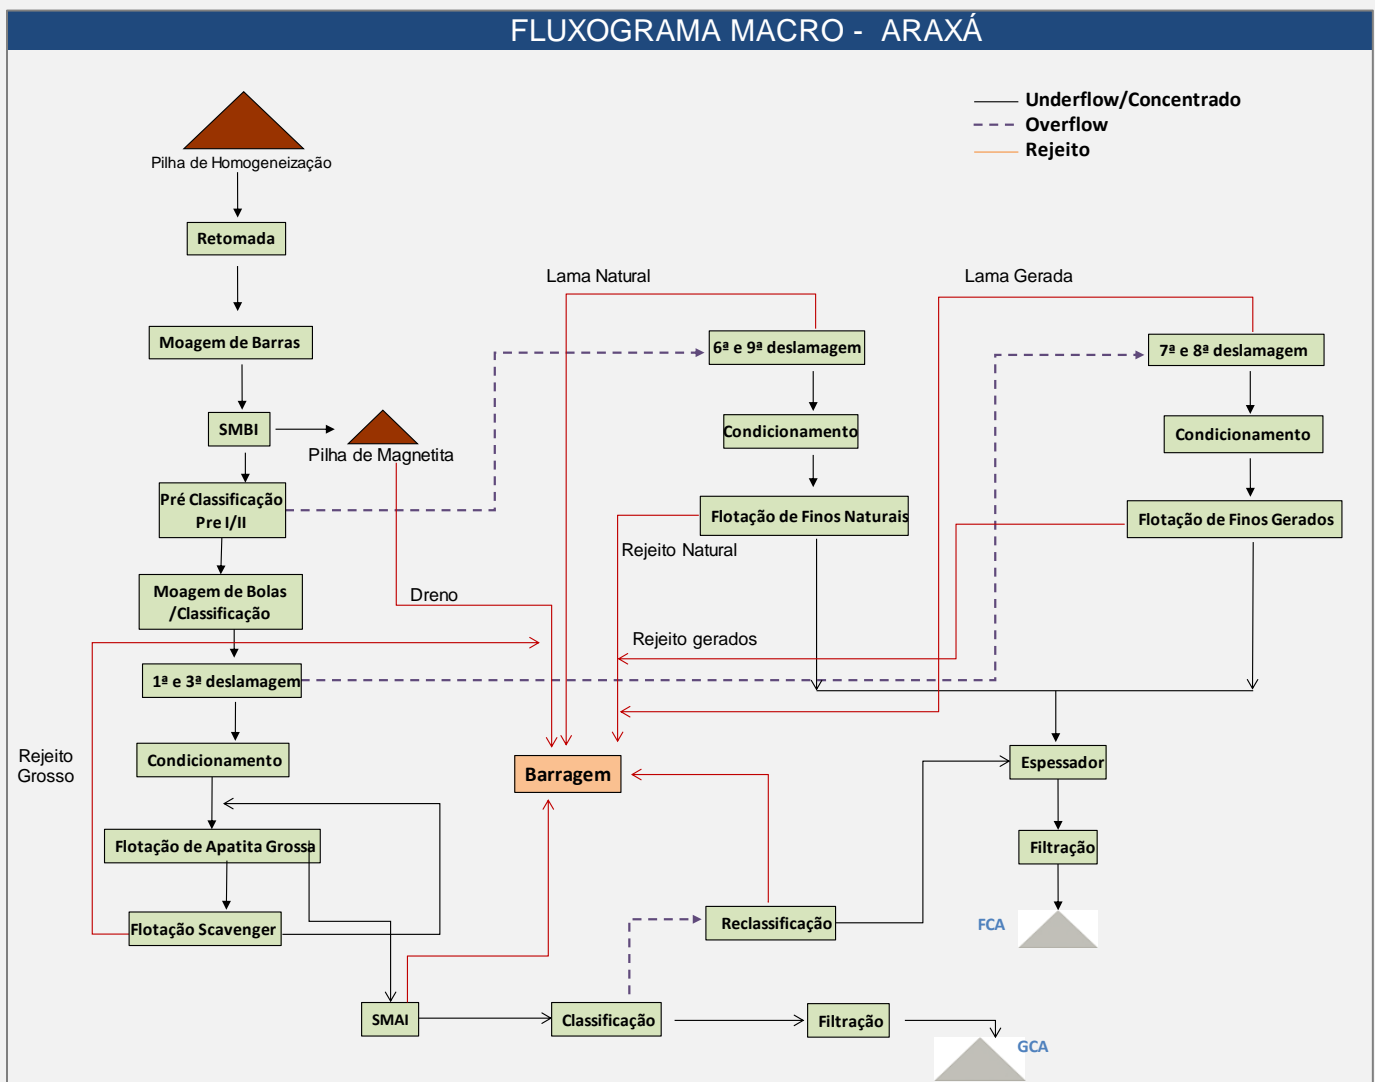 FLUXOGRAMA MACRO - ARAXÁ
Underflow/Concentrado
Overflow
Rejeito
Pilha de Homogeneização
Retomada
Moagem de Barras
SMBI
Pilha de Magnetita
Pré Classificação
Pre I/II
Moagem de Bolas
/Classificação
Dreno
1ª e 3ª deslamagem
Condicionamento
Rejeito
Grosso
Flotação de Apatita Grossa
Flotação Scavenger
SMAI
Classificação
Filtração
GCA
Lama Natural
6ª e 9ª deslamagem
Condicionamento
Flotação de Finos Naturais
Rejeito Natural
Rejeito gerados
Barragem
Reclassificação
Lama Gerada
7ª e 8ª deslamagem
Condicionamento
Flotação de Finos Gerados
Espessador
Filtração
FCA